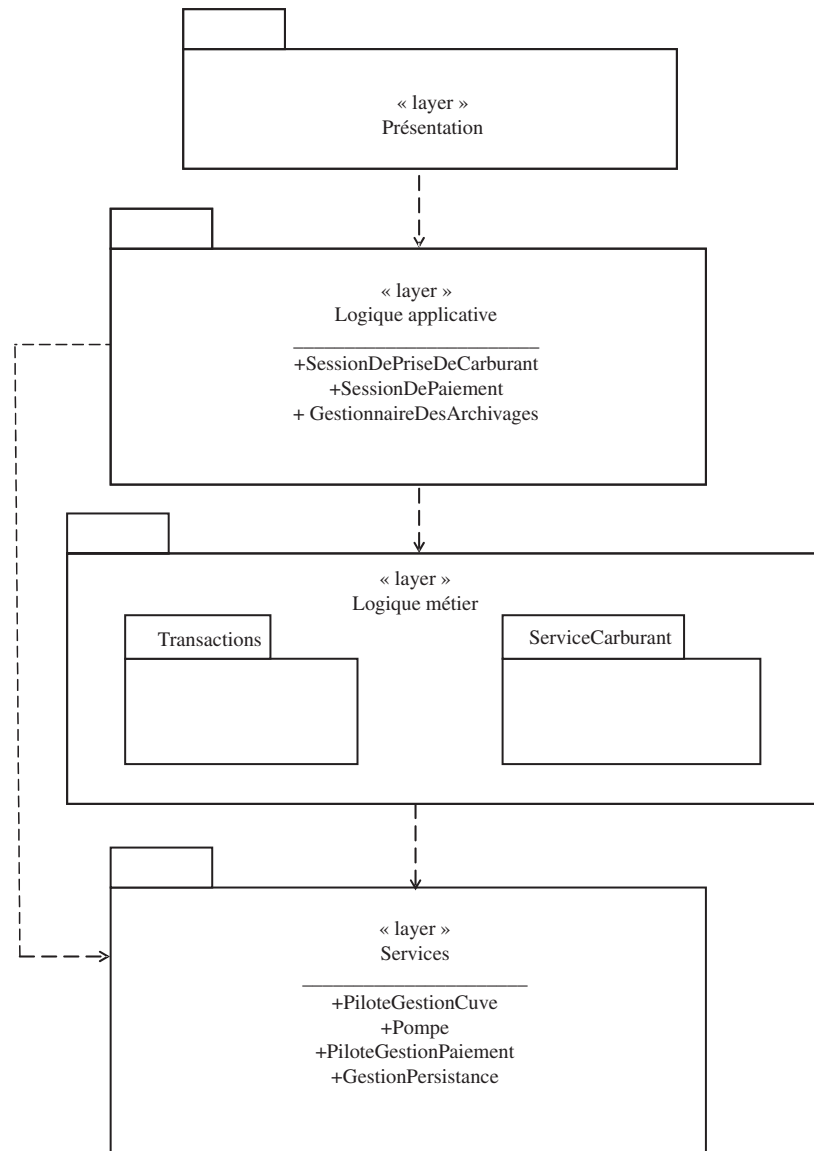 « layer »
Présentation
« layer »
Logique applicative
+SessionDePriseDeCarburant
+SessionDePaiement
+ GestionnaireDesArchivages
« layer »
Logique métier
Transactions
ServiceCarburant
« layer »
Services
+PiloteGestionCuve
+Pompe
+PiloteGestionPaiement
+GestionPersistance